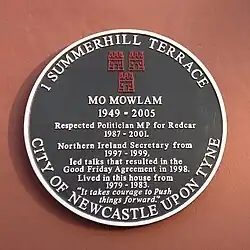 1 SUMMERHILL TERRACE
MO MOWLAM
1949 - 2005
Respected Politician MP for Redcar
1987 - 2001.
Northern Ireland Secretary from
1997 - 1999,
led talks that resulted in the
Good Friday Agreement in 1998.
Lived in this house from
1979 - 1983.
"It takes courage to Push
things forward."
CITY OF NEWCASTLE UPON TYNE